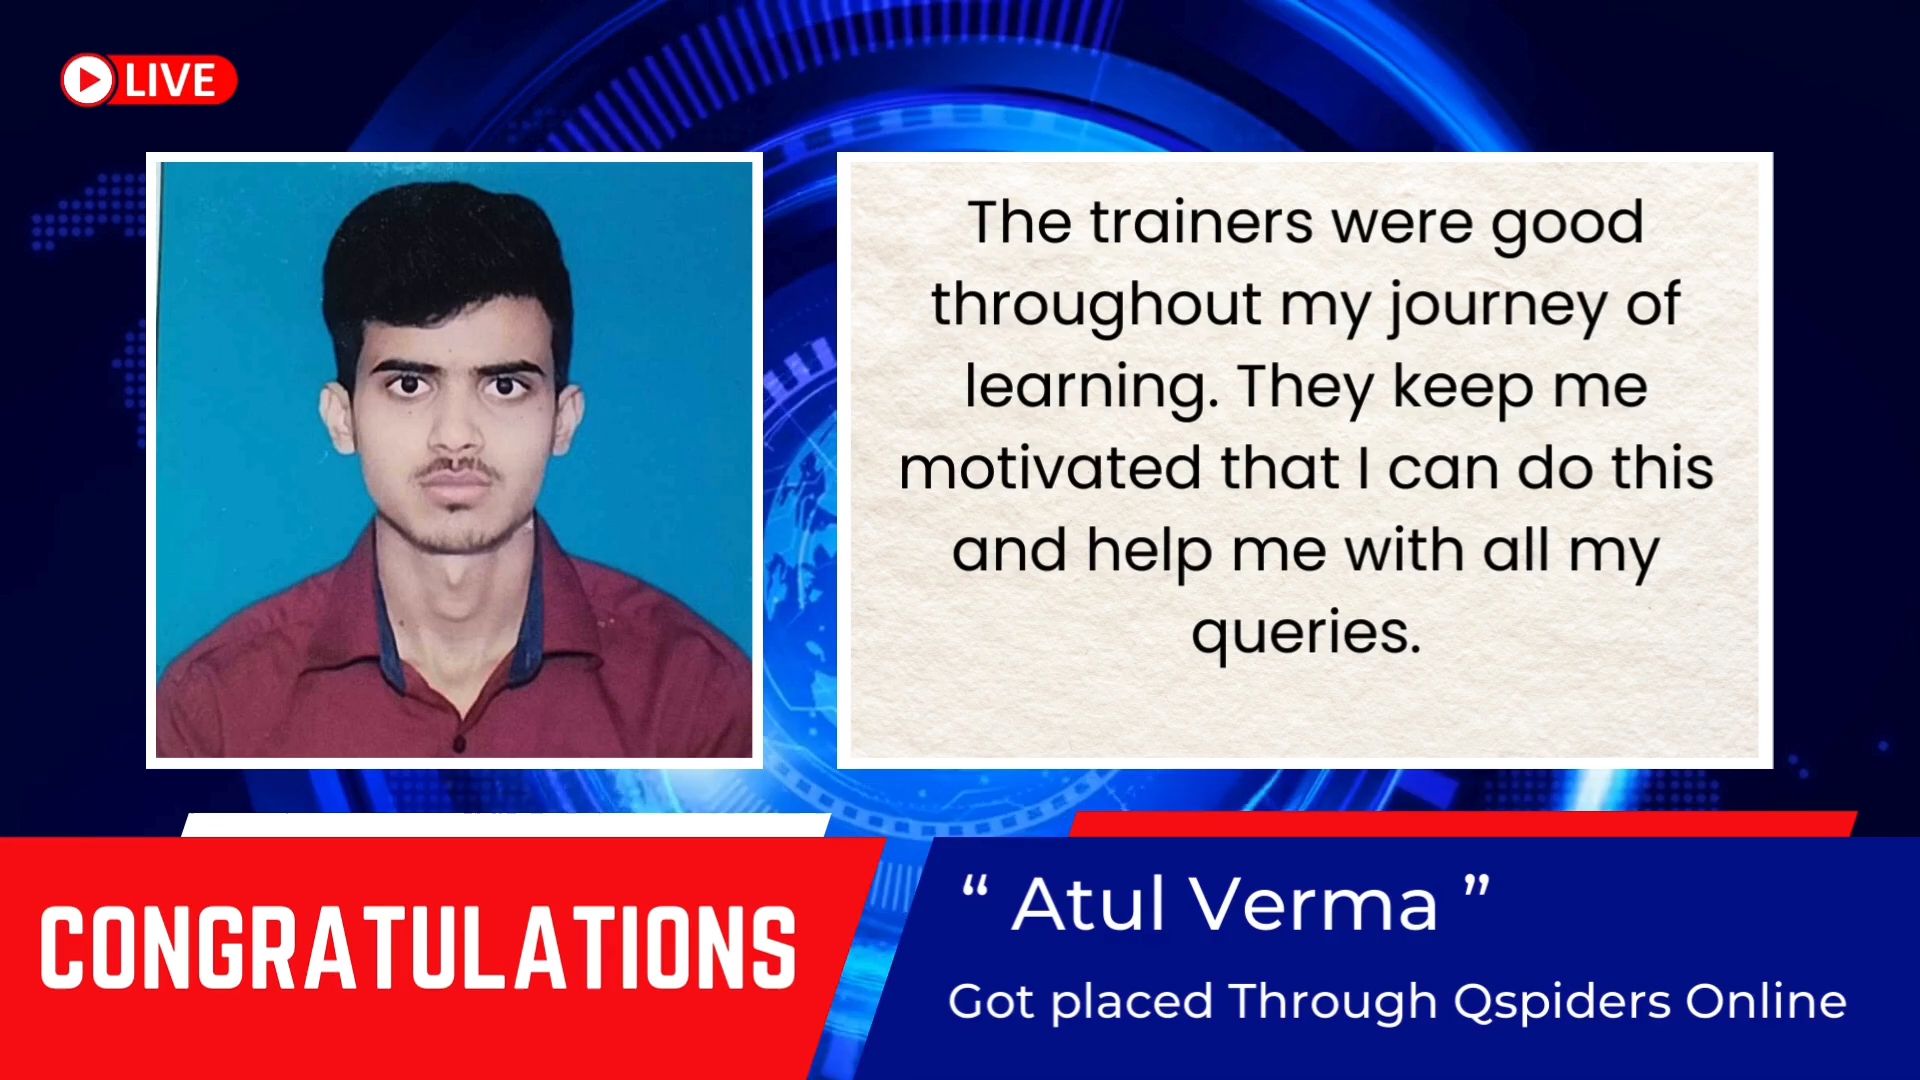 LIVE
The trainers were good
throughout my journey of
learning. They keep me
motivated that I can do this
and help me with all my
queries.
CONGRATULATIONS
“ Atul Verma ”
Got placed Through Qspiders Online